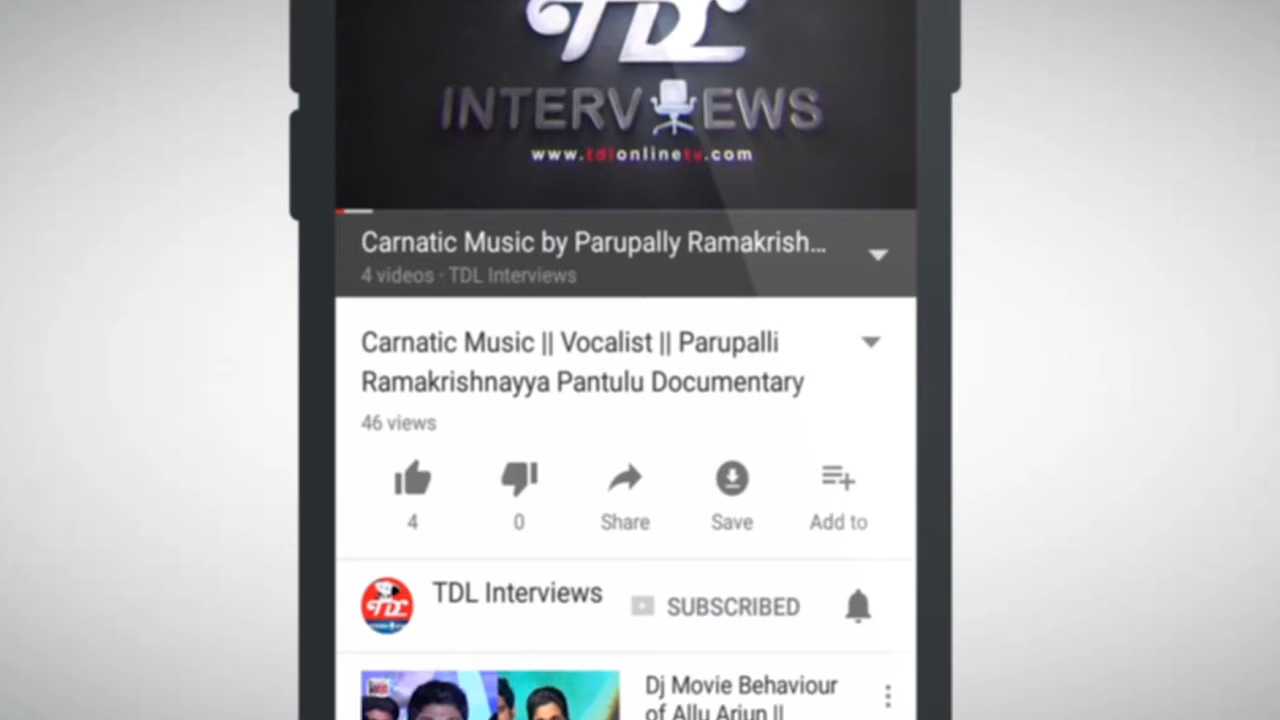 TDL
INTERVIEWS
www.tdlonlinetv.com
Carnatic Music by Parupally Ramakrish...
4 videos · TDL Interviews
Carnatic Music || Vocalist || Parupalli
Ramakrishnayya Pantulu Documentary
46 views
4
0
Share
Save
Add to
TDL
TDL Interviews
SUBSCRIBED
Dj Movie Behaviour
of Allu Arjun ||